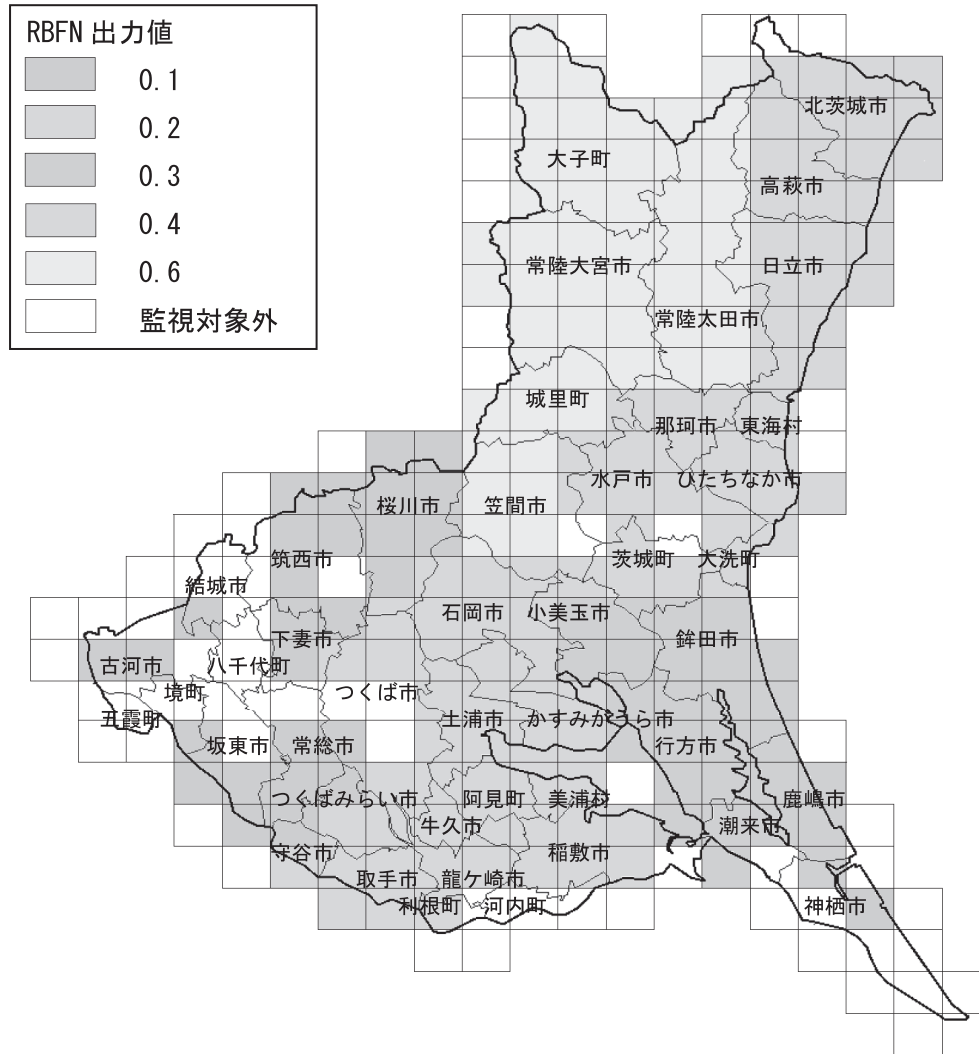 RBFN 出力値
0.1
0.2
0.3
0.4
0.6
監視対象外
北茨城市
大子町
高萩市
常陸大宮市
日立市
常陸太田市
城里町
那珂市
東海村
水戸市
ひたちなか市
桜川市
笠間市
筑西市
茨城町
大洗町
結城市
石岡市
小美玉市
下妻市
鉾田市
古河市
八千代町
境町
つくば市
五霞町
土浦市
かすみがうら市
坂東市
常総市
行方市
つくばみらい市
阿見町
美浦村
鹿嶋市
牛久市
潮来市
守谷市
稲敷市
取手市
龍ケ崎市
利根町
河内町
神栖市